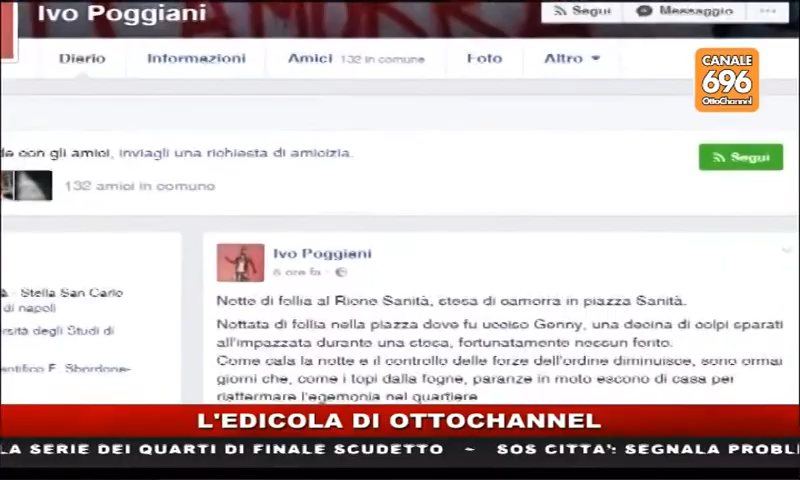 Ivo Poggiani
Segui
Messaggio
Diario
Informazioni
Amici 132 in comune
Foto
Altro
CANALE
696
OttoChannel
con gli amici, inviagli una richiesta di amicizia.
Segui
132 amici in comune
Ivo Poggiani
6 ore fa
Stella San Carlo
di napoli
degli Studi di
Notte di follia al Rione Sanità, stesa di camorra in piazza Sanità.
Nottata di follia nella piazza dove fu ucciso Genny, una decina di colpi sparati
all'impazzata durante una stesa, fortunatamente nessun ferito.
Come cala la notte e il controllo delle forze dell'ordine diminuisce, sono ormai
giorni che, come i topi dalla fogne, paranze in moto escono di casa per
riaffermare l'egemonia nel quartiere
L'EDICOLA DI OTTOCHANNEL
LA SERIE DEI QUARTI DI FINALE SCUDETTO ~ SOS CITTA': SEGNALA PROBL